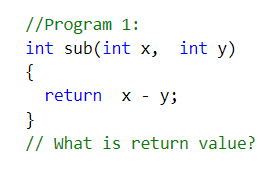 //Program 1:
int sub(int x,  int y)
{
  return  x - y;
}
// What is return value?